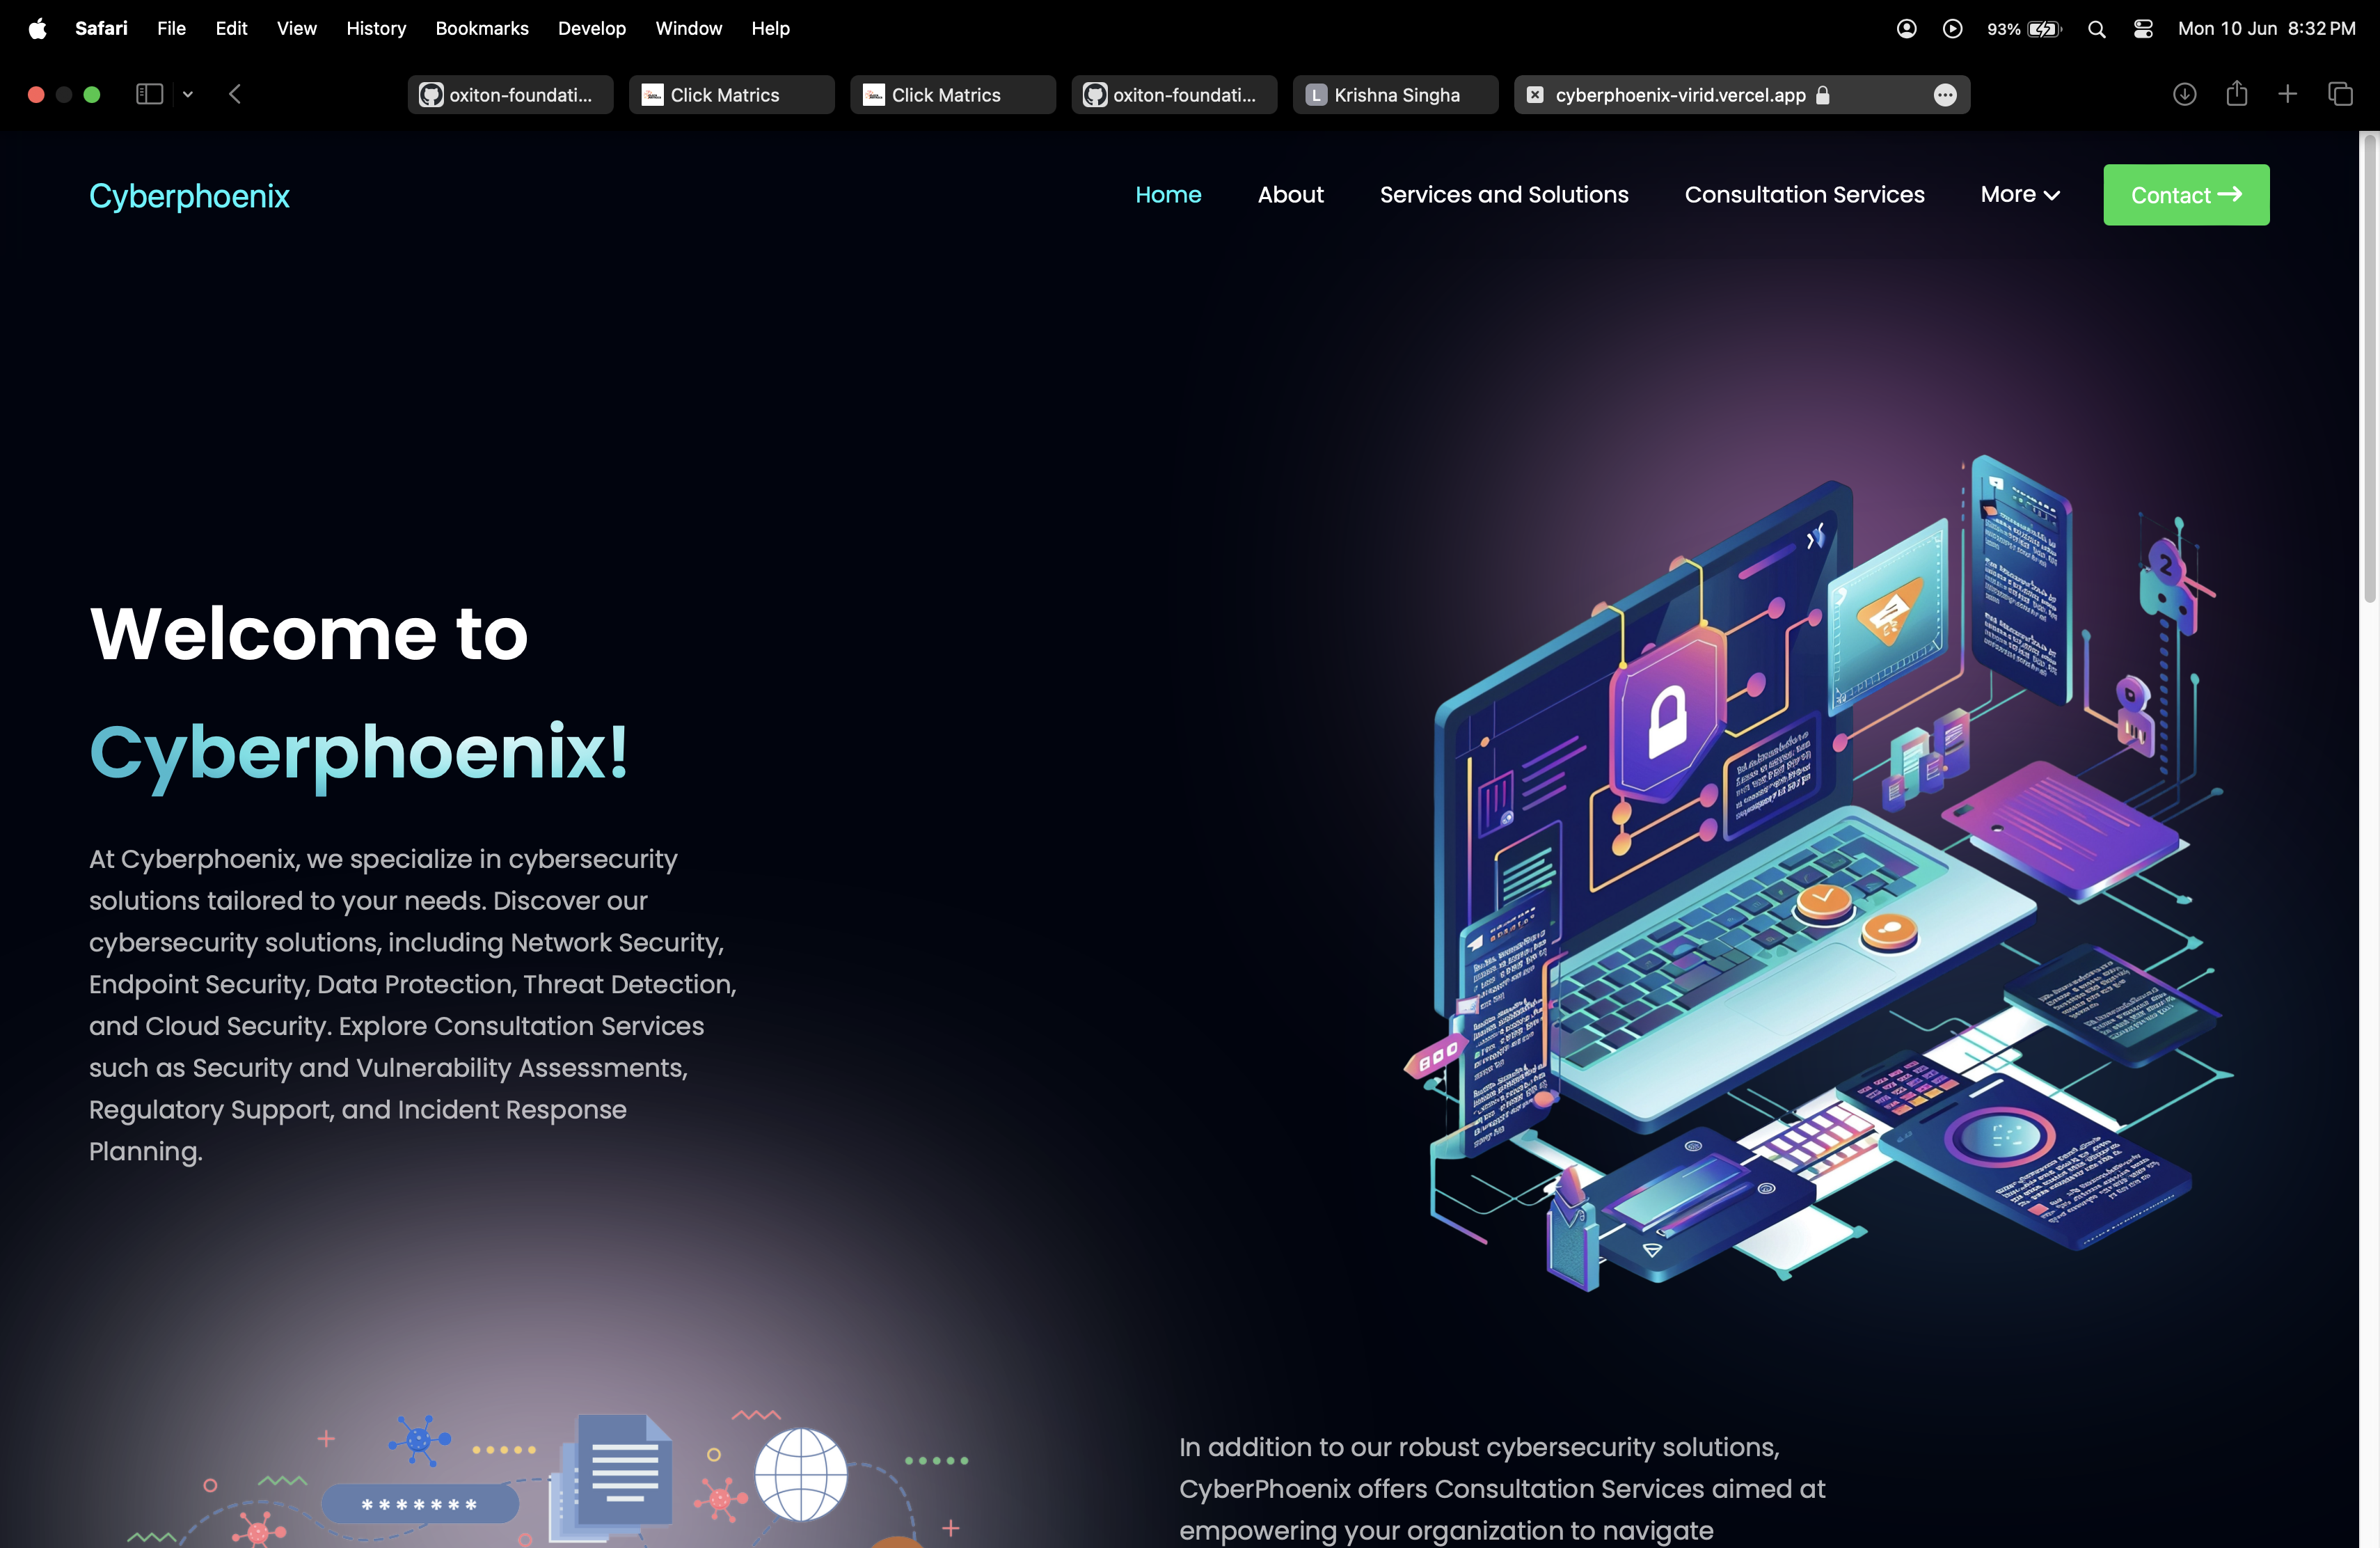 Safari File Edit View History Bookmarks Develop Window Help 93% Mon 10 Jun 8:32 PM
oxiton-foundati... Click Matrics Click Matrics oxiton-foundati... L Krishna Singha cyberphoenix-virid.vercel.app
Cyberphoenix Home About Services and Solutions Consultation Services More Contact
Welcome to
Cyberphoenix!
At Cyberphoenix, we specialize in cybersecurity
solutions tailored to your needs. Discover our
cybersecurity solutions, including Network Security,
Endpoint Security, Data Protection, Threat Detection,
and Cloud Security. Explore Consultation Services
such as Security and Vulnerability Assessments,
Regulatory Support, and Incident Response
Planning.
2
800
*******
In addition to our robust cybersecurity solutions,
CyberPhoenix offers Consultation Services aimed at
empowering your organization to navigate